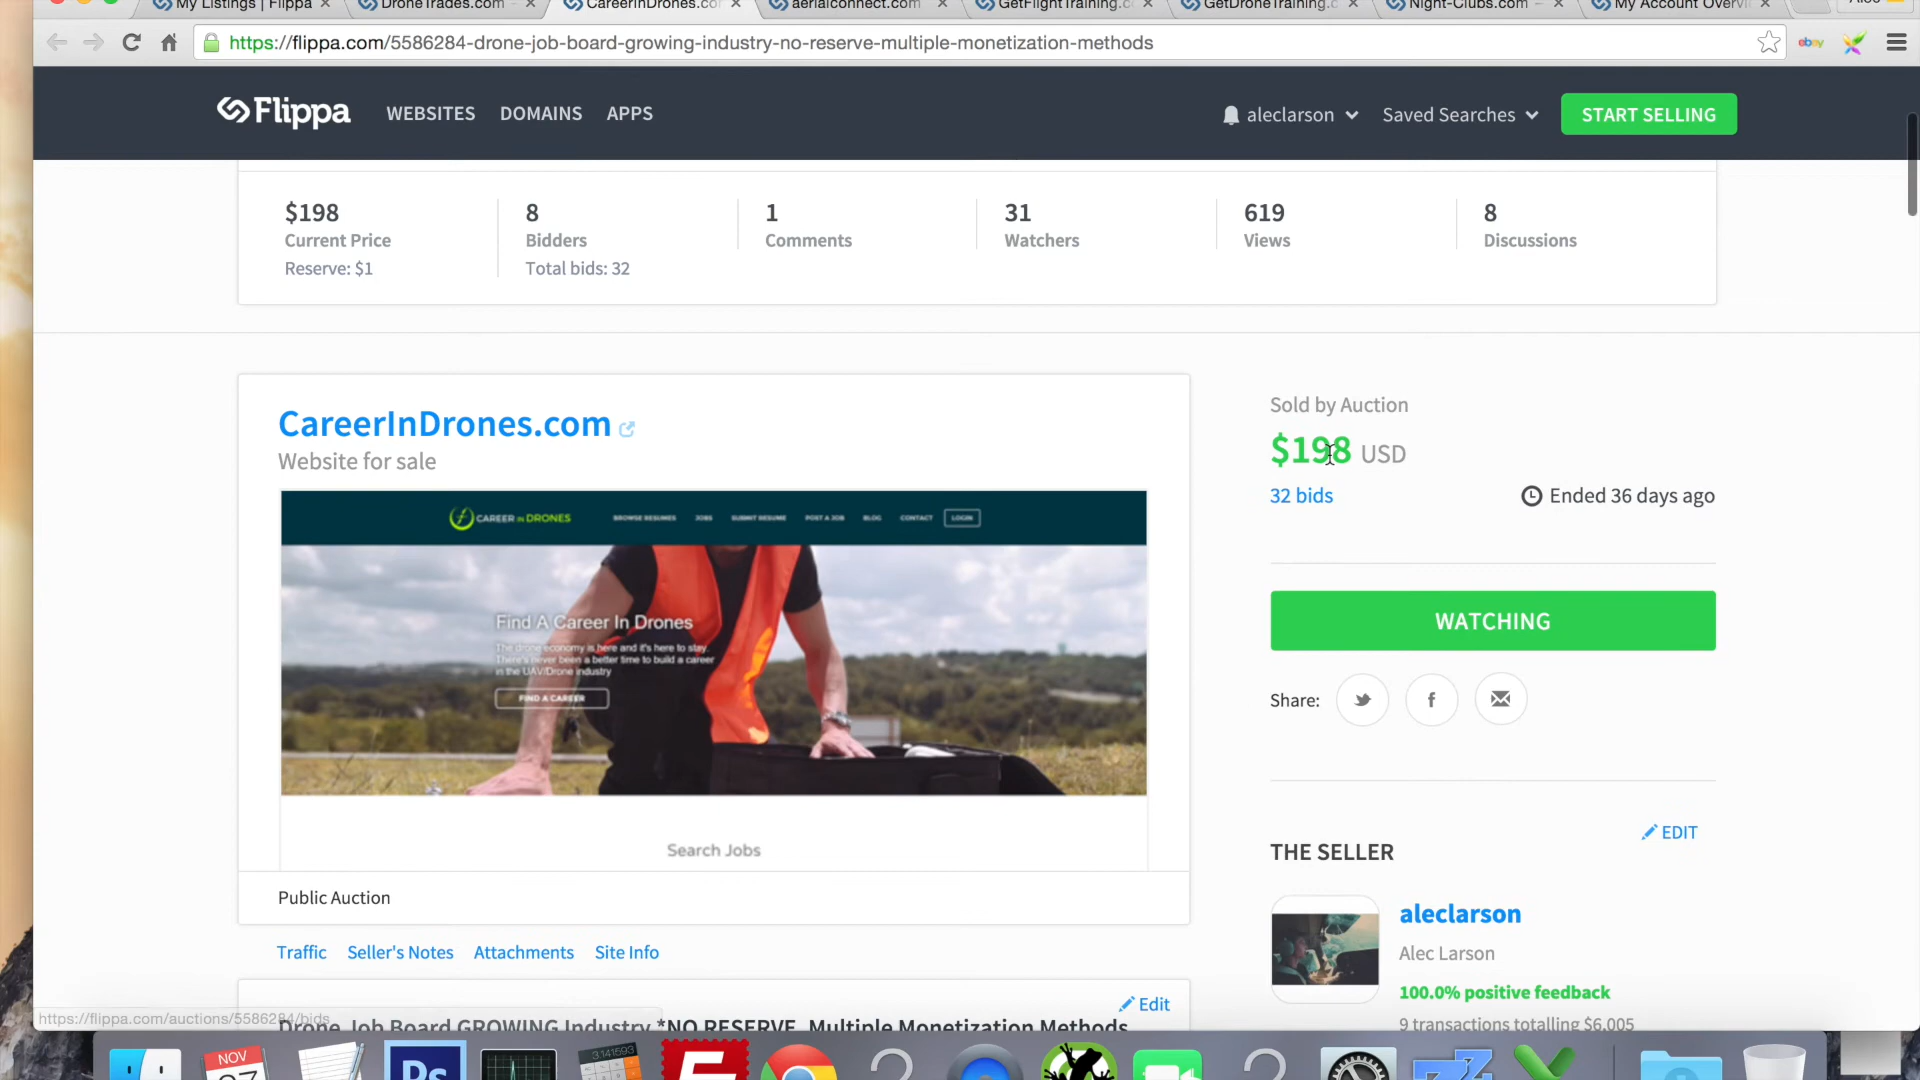 My Listings | Flippa
DroneTrades.com
CareerInDrones.co
aerialconnect.com
GetFlightTraining.c
GetDroneTraining.c
Night-Clubs.com
My Account Overvi
https://flippa.com/5586284-drone-job-board-growing-industry-no-reserve-multiple-monetization-methods
ebay
Flippa WEBSITES DOMAINS APPS
aleclarson Saved Searches START SELLING
$198 8 1 31 619 8
Current Price Bidders Comments Watchers Views Discussions
Reserve: $1 Total bids: 32
CareerInDrones.com
Website for sale
CAREER IN DRONES
BROWSE RESUMES JOBS SUBMIT RESUME POST A JOB BLOG CONTACT LOGIN
Find A Career In Drones
The drone economy is here and it's here to stay.
There's never been a better time to build a career
in the UAV/Drone industry
FIND A CAREER
Search Jobs
Public Auction
Traffic Seller's Notes Attachments Site Info
Edit
Drone Job Board GROWING Industry *NO RESERVE, Multiple Monetization Methods
Sold by Auction
$198 USD
32 bids Ended 36 days ago
WATCHING
Share:
EDIT
THE SELLER
aleclarson
Alec Larson
100.0% positive feedback
9 transactions totalling $6,005
https://flippa.com/auctions/5586284/bids
NOV
Ps
3.141593